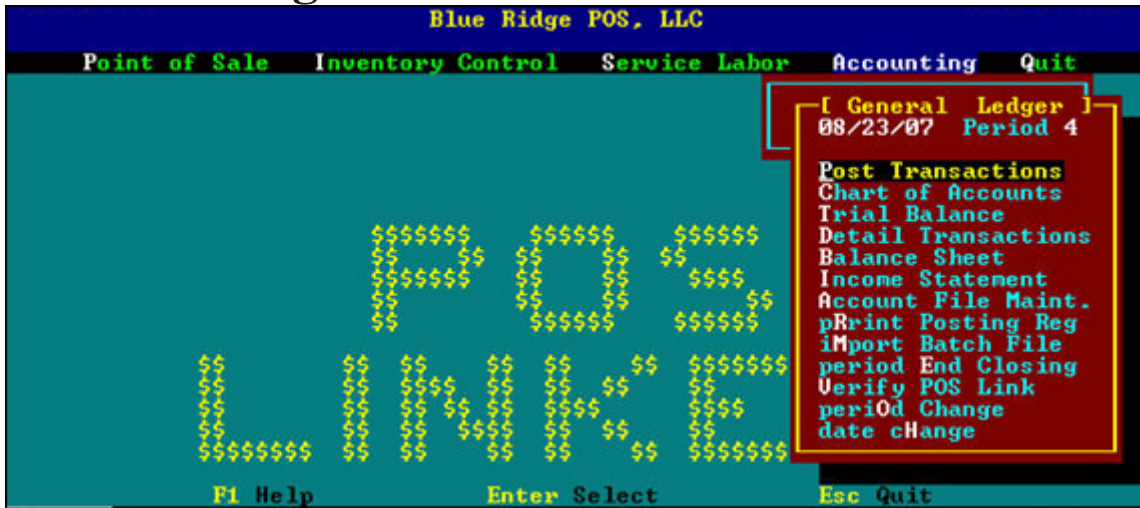 Blue Ridge POS, LLC
Point of Sale Inventory Control Service Labor Accounting Quit
[ General Ledger ]
08/23/07 Period 4
Post Transactions
Chart of Accounts
Trial Balance
Detail Transactions
Balance Sheet
Income Statement
Account File Maint.
pRrint Posting Reg
iMport Batch File
period End Closing
Verify POS Link
periOd Change
date cHange
POS
LINKE
F1 Help Enter Select Esc Quit